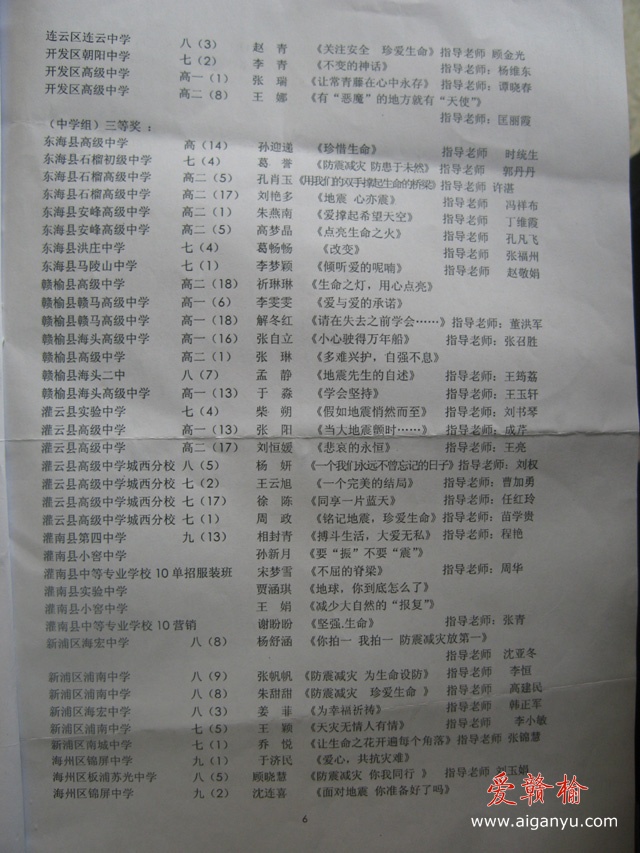 连云区连云中学 八（3） 赵 青 《关注安全 珍爱生命》指导老师 顾金光
开发区朝阳中学 七（2） 李 青 《不变的神话》 指导老师：杨维东
开发区高级中学 高一（1） 张 瑞 《让常青藤在心中永存》 指导老师：谭晓春
开发区高级中学 高二（8） 王 娜 《有“恶魔”的地方就有“天使”》
指导老师：匡丽霞
（中学组）三等奖：
东海县高级中学 高（14） 孙迎递 《珍惜生命》 指导老师 时统生
东海县石榴初级中学 七（4） 葛 誉 《防震减灾 防患于未然》 指导老师 郭丹丹
东海县石榴高级中学 高二（5） 孔肖玉 《用我们的双手撑起生命的桥梁》 指导老师 许湛
东海县石榴高级中学 高二（17） 刘艳多 《地震 心亦震》 指导老师 冯祥布
东海县安峰高级中学 高二（1） 朱燕南 《爱撑起希望天空》 指导老师 丁维霞
东海县安峰高级中学 高二（5） 高梦晶 《点亮生命之火》 指导老师 孔凡飞
东海县洪庄中学 七（4） 葛畅畅 《改变》 指导老师 张福州
东海县马陵山中学 七（1） 李梦颖 《倾听爱的呢喃》 指导老师 赵敬娟
赣榆县高级中学 高二（18） 祈琳琳 《生命之灯，用心点亮》
赣榆县赣马高级中学 高一（6） 李雯雯 《爱与爱的承诺》
赣榆县赣马高级中学 高一（18） 解冬红 《请在失去之前学会……》 指导老师：董洪军
赣榆县海头高级中学 高一（16） 张自立 《小心驶得万年船》 指导老师：张召胜
赣榆县高级中学 高二（1） 张 琳 《多难兴护，自强不息》
赣榆县海头二中 八（7） 孟 静 《地震先生的自述》 指导老师：王筠荔
赣榆县海头高级中学 高一（13） 于 淼 《学会坚持》 指导老师：王玉轩
灌云县实验中学 七（4） 柴 朔 《假如地震悄然而至》 指导老师：刘书琴
灌云县高级中学 高一（13） 张 阳 《当大地震颤时……》 指导老师：成芹
灌云县高级中学 高二（17） 刘恒媛 《悲哀的永恒》 指导老师：王亮
灌云县高级中学城西分校 八（5） 杨 妍 《一个我们永远不曾忘记的日子》 指导老师：刘权
灌云县高级中学城西分校 七（2） 王云旭 《一个完美的结局》 指导老师：曹加勇
灌云县高级中学城西分校 七（17） 徐 陈 《同享一片蓝天》 指导老师：任红玲
灌云县高级中学城西分校 七（1） 周 政 《铭记地震，珍爱生命》 指导老师：苗学贵
灌南县第四中学 九（13） 相封青 《搏斗生活，大爱无私》 指导老师：程艳
灌南县小窑中学 孙新月 《要“振”不要“震”》
灌南县中等专业学校 10 单招服装班 宋梦雪 《不屈的脊梁》 指导老师：周华
灌南县实验中学 贾涵琪 《地球，你到底怎么了》
灌南县小窑中学 王 娟 《减少大自然的“报复”》
灌南县中等专业学校 10 营销 谢盼盼 《坚强.生命》 指导老师：张青
新浦区海宏中学 八（8） 杨舒涵 《你拍一 我拍一 防震减灾放第一》
指导老师 沈亚冬
新浦区浦南中学 八（9） 张帆帆 《防震减灾 为生命设防》 指导老师 李恒
新浦区浦南中学 八（8） 朱甜甜 《防震减灾 珍爱生命 》 指导老师 高建民
新浦区海宏中学 八（3） 姜 菲 《为幸福祈祷》 指导老师 韩正军
新浦区浦南中学 七（5） 王 颖 《天灾无情人有情》 指导老师 李小敏
新浦区南城中学 七（1） 乔 悦 《让生命之花开遍每个角落》 指导老师 张锦慧
海州区锦屏中学 九（1） 于济民 《爱心，共抗灾难》 指导老师
海州区板浦苏光中学 八（5） 顾晓慧 《防震减灾 你我同行 》 指导老师 刘玉娟
海州区锦屏中学 九（2） 沈连喜 《面对地震 你准备好了吗》
6
爱赣榆
www.aiganyu.com